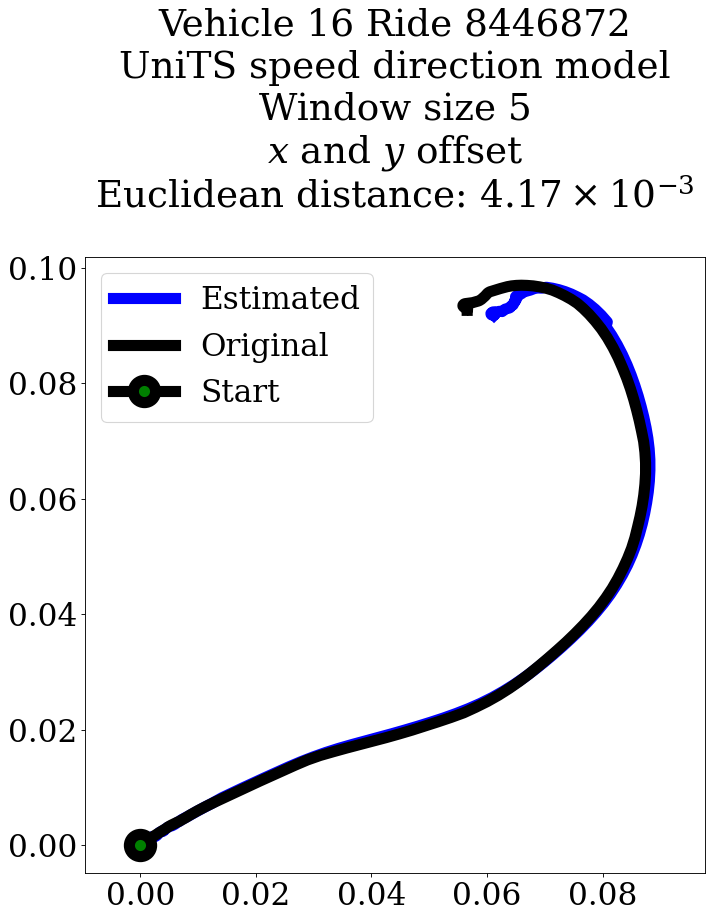 Vehicle 16 Ride 8446872
UniTS speed direction model
Window size 5
x and y offset
Euclidean distance: 4.17 × 10⁻³
Estimated
Original
Start
0.10
0.08
0.06
0.04
0.02
0.00
0.00 0.02 0.04 0.06 0.08